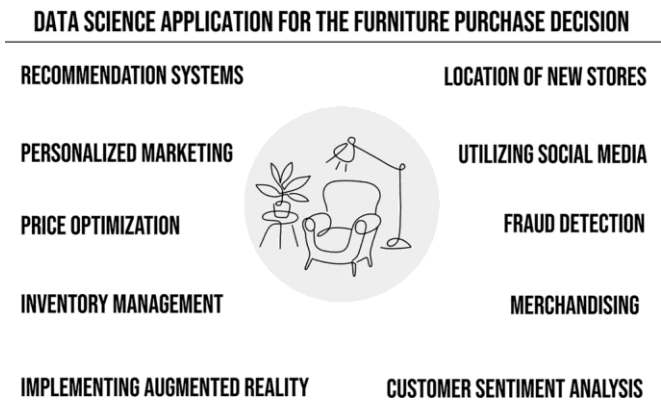 DATA SCIENCE APPLICATION FOR THE FURNITURE PURCHASE DECISION
RECOMMENDATION SYSTEMS
LOCATION OF NEW STORES
PERSONALIZED MARKETING
UTILIZING SOCIAL MEDIA
PRICE OPTIMIZATION
FRAUD DETECTION
INVENTORY MANAGEMENT
MERCHANDISING
IMPLEMENTING AUGMENTED REALITY
CUSTOMER SENTIMENT ANALYSIS